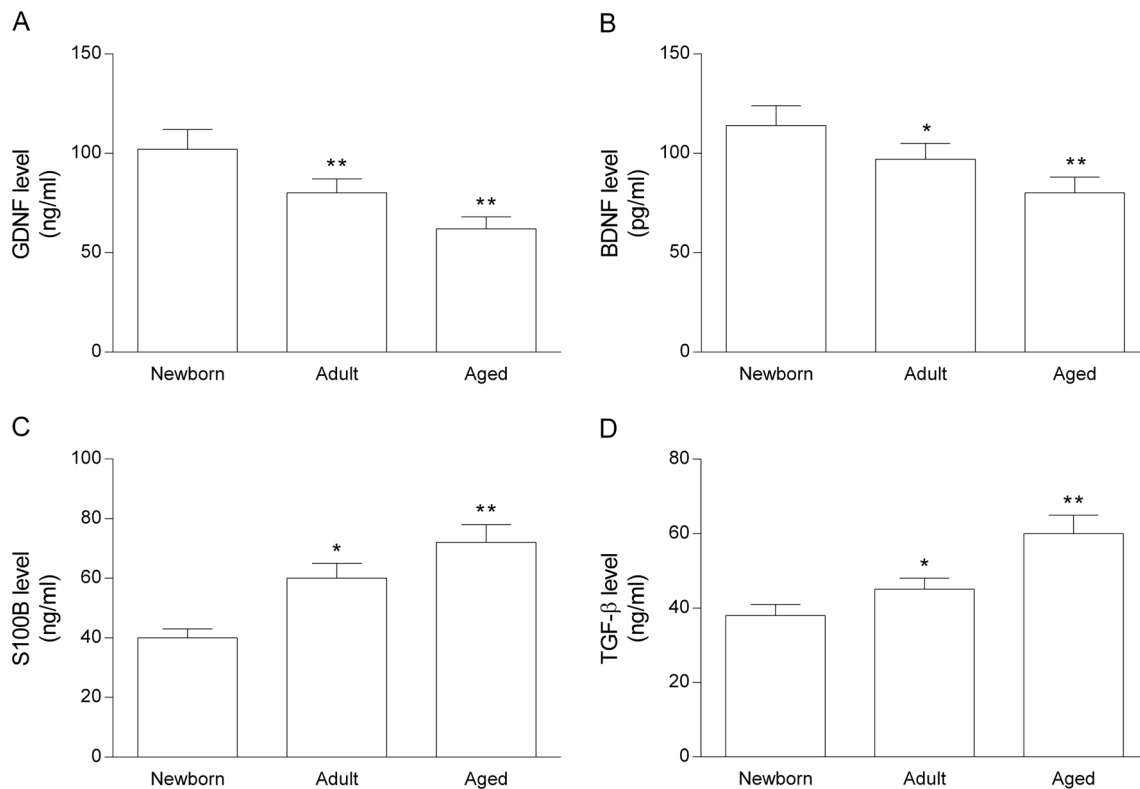 A
GDNF level
(ng/ml)
150
100
50
0
**
**
Newborn
Adult
Aged
B
BDNF level
(pg/ml)
150
100
50
0
*
**
Newborn
Adult
Aged
C
S100B level
(ng/ml)
100
80
60
40
20
0
*
**
Newborn
Adult
Aged
D
TGF-β level
(ng/ml)
80
60
40
20
0
*
**
Newborn
Adult
Aged